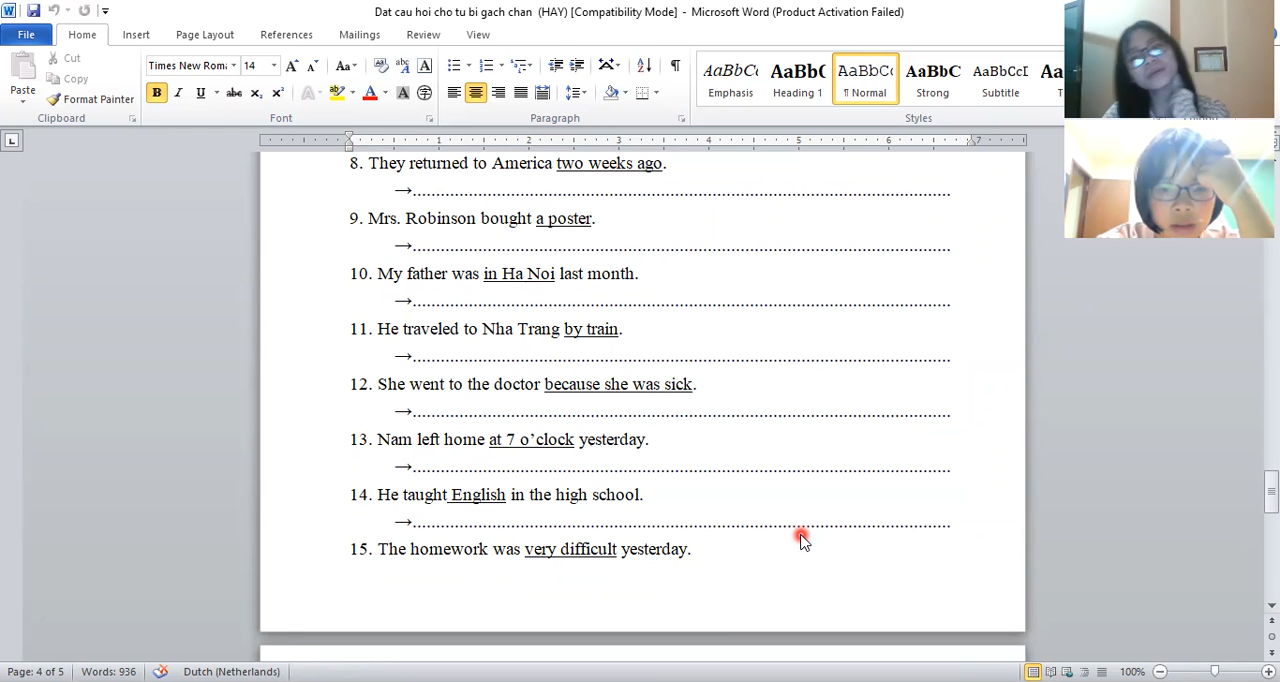 Dat cau hoi cho tu bi gach chan (HAY) [Compatibility Mode] - Microsoft Word (Product Activation Failed)
File Home Insert Page Layout References Mailings Review View
Cut
Copy
Paste
Format Painter
Times New Roma 14
AaBbCc AaBbC AaBbCc AaBbC AaBbCcD
Emphasis Heading 1 ¶ Normal Strong Subtitle
Clipboard Font Paragraph Styles
8. They returned to America two weeks ago.
→
9. Mrs. Robinson bought a poster.
→
10. My father was in Ha Noi last month.
→
11. He traveled to Nha Trang by train.
→
12. She went to the doctor because she was sick.
→
13. Nam left home at 7 o’clock yesterday.
→
14. He taught English in the high school.
→
15. The homework was very difficult yesterday.
Page: 4 of 5 Words: 936 Dutch (Netherlands) 100%